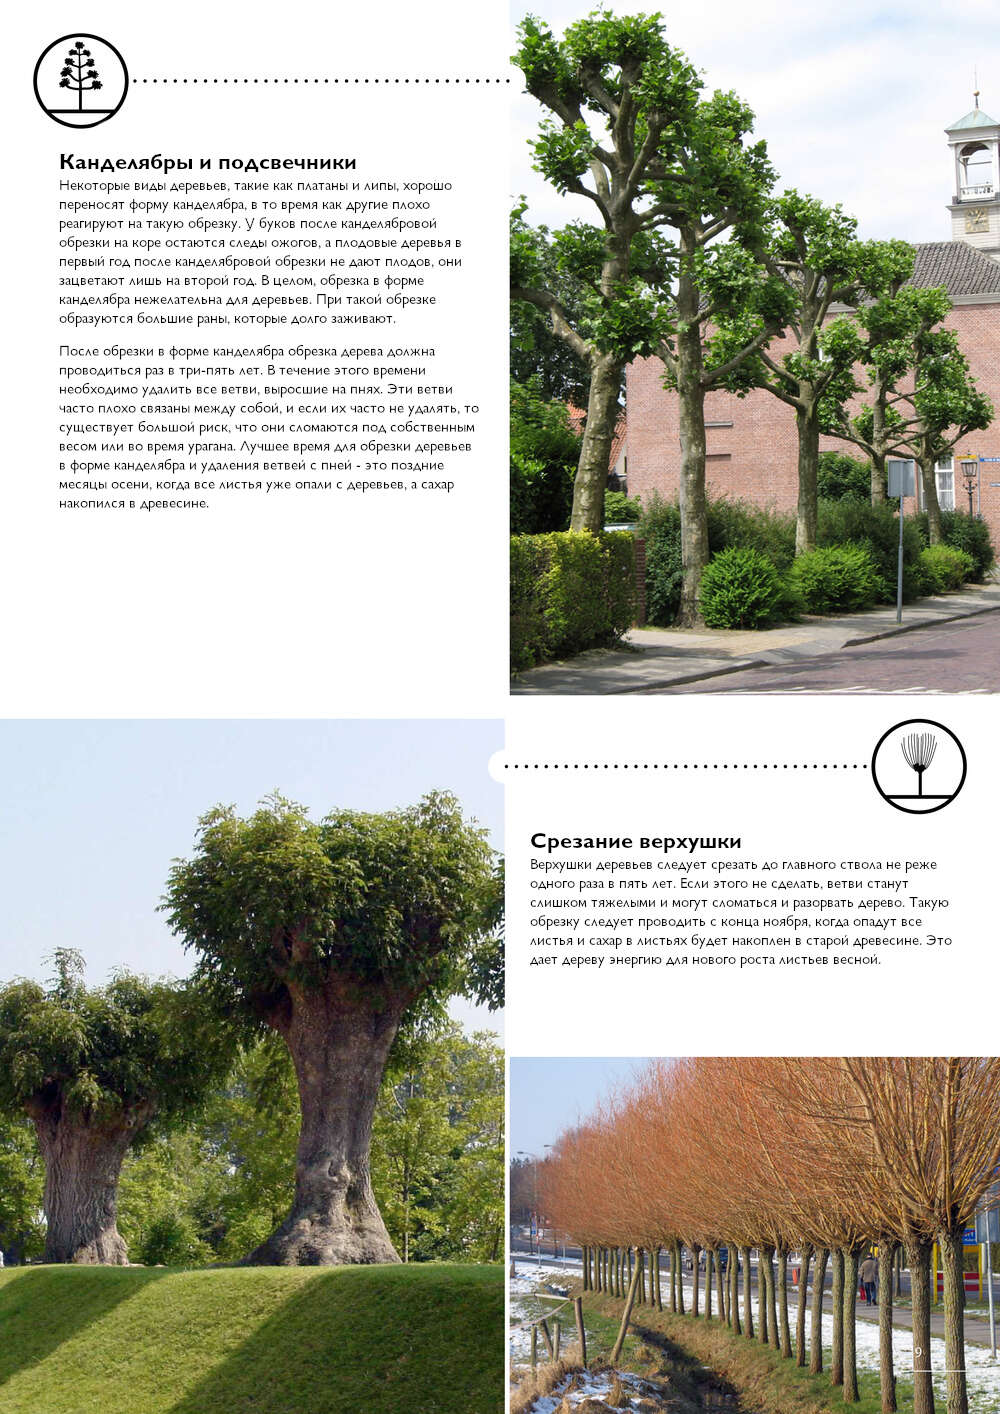 Канделябры и подсвечники
Некоторые виды деревьев, такие как платаны и липы, хорошо
переносят форму канделябра, в то время как другие плохо
реагируют на такую обрезку. У буков после канделябровой
обрезки на коре остаются следы ожогов, а плодовые деревья в
первый год после канделябровой обрезки не дают плодов, они
зацветают лишь на второй год. В целом, обрезка в форме
канделябра нежелательна для деревьев. При такой обрезке
образуются большие раны, которые долго заживают.
После обрезки в форме канделябра обрезка дерева должна
проводиться раз в три-пять лет. В течение этого времени
необходимо удалить все ветви, выросшие на пнях. Эти ветви
часто плохо связаны между собой, и если их часто не удалять, то
существует большой риск, что они сломаются под собственным
весом или во время урагана. Лучшее время для обрезки деревьев
в форме канделябра и удаления ветвей с пней - это поздние
месяцы осени, когда все листья уже опали с деревьев, а сахар
накопился в древесине.
Срезание верхушки
Верхушки деревьев следует срезать до главного ствола не реже
одного раза в пять лет. Если этого не сделать, ветви станут
слишком тяжелыми и могут сломаться и разорвать дерево. Такую
обрезку следует проводить с конца ноября, когда опадут все
листья и сахар в листьях будет накоплен в старой древесине. Это
дает дереву энергию для нового роста листьев весной.
9